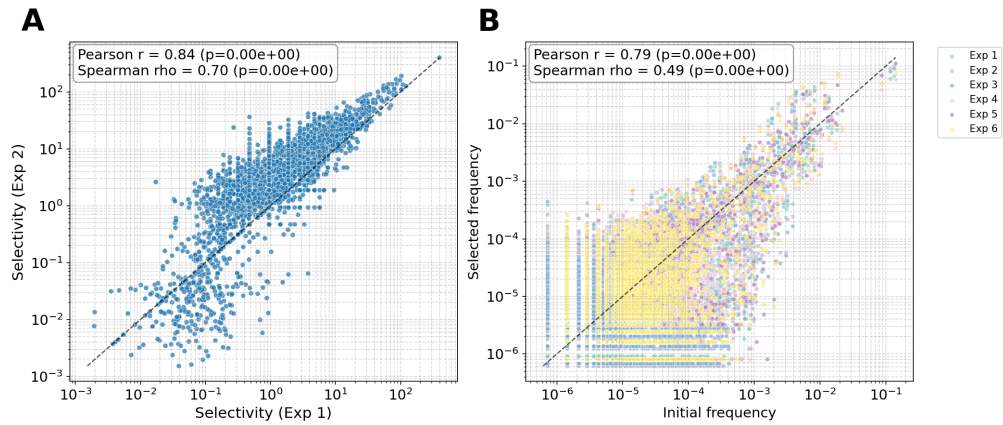 A
Pearson r = 0.84 (p=0.00e+00)
Spearman rho = 0.70 (p=0.00e+00)
Selectivity (Exp 2)
10²
10¹
10⁰
10⁻¹
10⁻²
10⁻³
10⁻³ 10⁻² 10⁻¹ 10⁰ 10¹ 10²
Selectivity (Exp 1)
B
Pearson r = 0.79 (p=0.00e+00)
Spearman rho = 0.49 (p=0.00e+00)
Selected frequency
10⁻¹
10⁻²
10⁻³
10⁻⁴
10⁻⁵
10⁻⁶
10⁻⁶ 10⁻⁵ 10⁻⁴ 10⁻³ 10⁻² 10⁻¹
Initial frequency
Exp 1
Exp 2
Exp 3
Exp 4
Exp 5
Exp 6